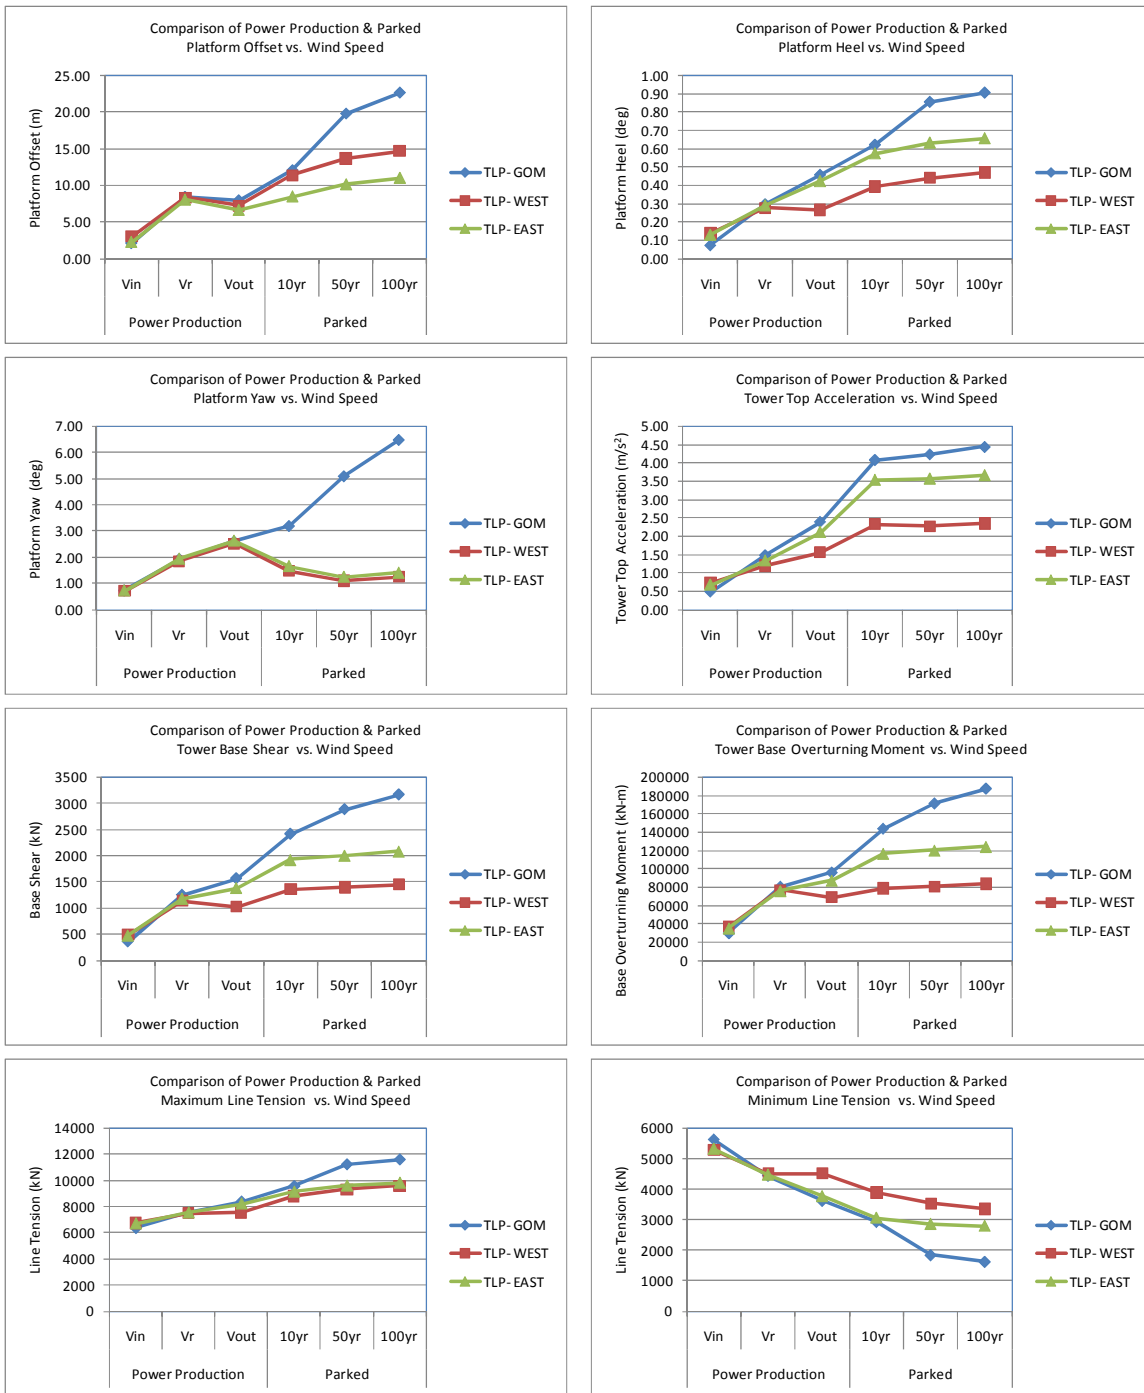 Comparison of Power Production & Parked
Platform Offset vs. Wind Speed
Platform Offset (m)
25.00
20.00
15.00
10.00
5.00
0.00
Vin Vr Vout 10yr 50yr 100yr
Power Production Parked
TLP- GOM
TLP- WEST
TLP- EAST
Comparison of Power Production & Parked
Platform Heel vs. Wind Speed
Platform Heel (deg)
1.00
0.90
0.80
0.70
0.60
0.50
0.40
0.30
0.20
0.10
0.00
Vin Vr Vout 10yr 50yr 100yr
Power Production Parked
TLP- GOM
TLP- WEST
TLP- EAST
Comparison of Power Production & Parked
Platform Yaw vs. Wind Speed
Platform Yaw (deg)
7.00
6.00
5.00
4.00
3.00
2.00
1.00
0.00
Vin Vr Vout 10yr 50yr 100yr
Power Production Parked
TLP- GOM
TLP- WEST
TLP- EAST
Comparison of Power Production & Parked
Tower Top Acceleration vs. Wind Speed
Tower Top Acceleration (m/s²)
5.00
4.50
4.00
3.50
3.00
2.50
2.00
1.50
1.00
0.50
0.00
Vin Vr Vout 10yr 50yr 100yr
Power Production Parked
TLP- GOM
TLP- WEST
TLP- EAST
Comparison of Power Production & Parked
Tower Base Shear vs. Wind Speed
Base Shear (kN)
3500
3000
2500
2000
1500
1000
500
0
Vin Vr Vout 10yr 50yr 100yr
Power Production Parked
TLP- GOM
TLP- WEST
TLP- EAST
Comparison of Power Production & Parked
Tower Base Overturning Moment vs. Wind Speed
Base Overturning Moment (kN-m)
200000
180000
160000
140000
120000
100000
80000
60000
40000
20000
0
Vin Vr Vout 10yr 50yr 100yr
Power Production Parked
TLP- GOM
TLP- WEST
TLP- EAST
Comparison of Power Production & Parked
Maximum Line Tension vs. Wind Speed
Line Tension (kN)
14000
12000
10000
8000
6000
4000
2000
0
Vin Vr Vout 10yr 50yr 100yr
Power Production Parked
TLP- GOM
TLP- WEST
TLP- EAST
Comparison of Power Production & Parked
Minimum Line Tension vs. Wind Speed
Line Tension (kN)
6000
5000
4000
3000
2000
1000
0
Vin Vr Vout 10yr 50yr 100yr
Power Production Parked
TLP- GOM
TLP- WEST
TLP- EAST